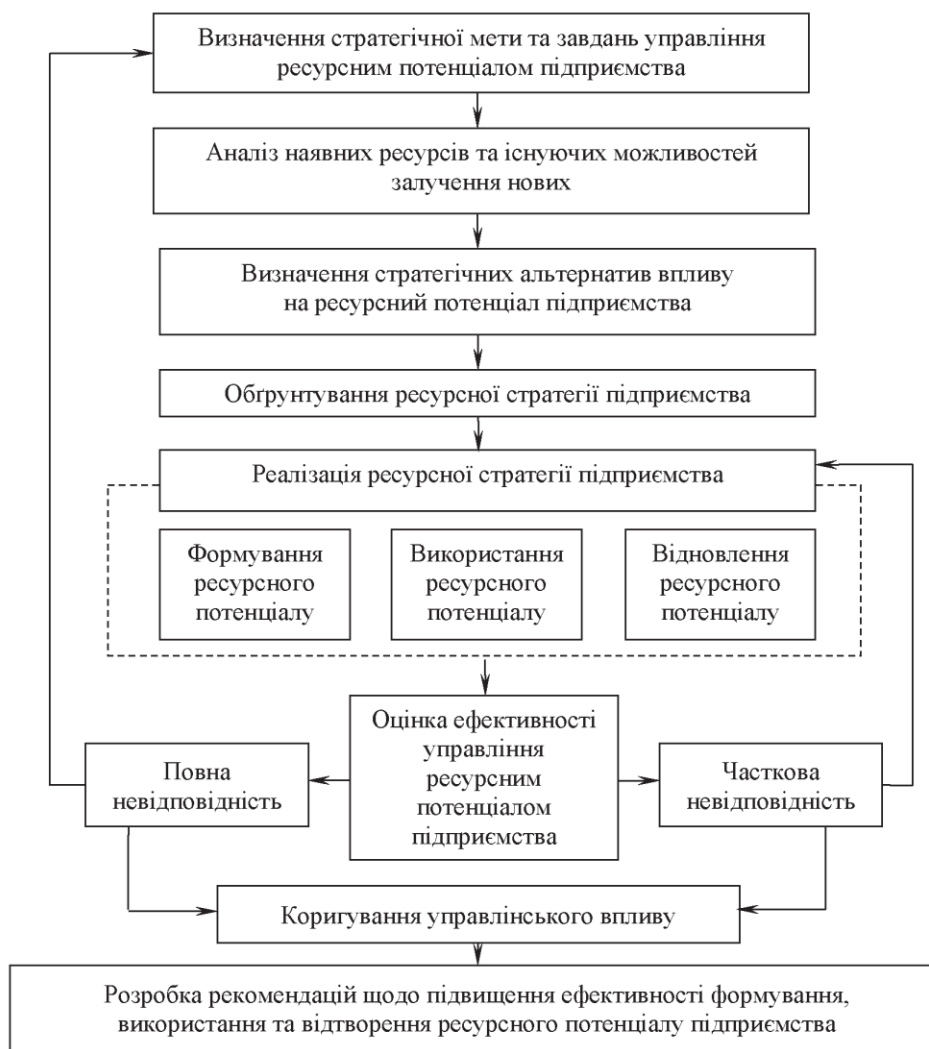 Визначення стратегічної мети та завдань управління
ресурсним потенціалом підприємства
Аналіз наявних ресурсів та існуючих можливостей
залучення нових
Визначення стратегічних альтернатив впливу
на ресурсний потенціал підприємства
Обґрунтування ресурсної стратегії підприємства
Реалізація ресурсної стратегії підприємства
Формування
ресурсного
потенціалу
Використання
ресурсного
потенціалу
Відновлення
ресурсного
потенціалу
Оцінка ефективності
управління
ресурсним
потенціалом
підприємства
Повна
невідповідність
Часткова
невідповідність
Коригування управлінського впливу
Розробка рекомендацій щодо підвищення ефективності формування,
використання та відтворення ресурсного потенціалу підприємства